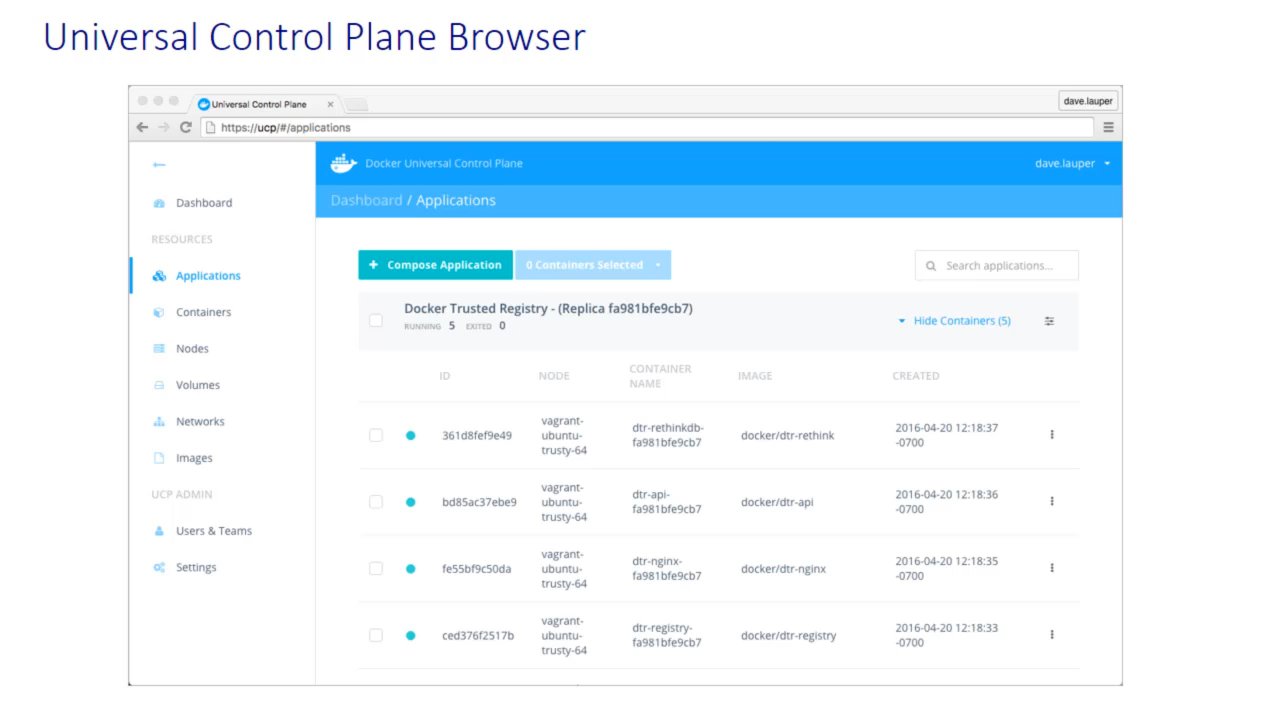 Universal Control Plane Browser
Universal Control Plane
dave.lauper
https://ucp/#/applications
Docker Universal Control Plane
dave.lauper
Dashboard / Applications
Dashboard
RESOURCES
Applications
Containers
Nodes
Volumes
Networks
Images
UCP ADMIN
Users & Teams
Settings
+ Compose Application
0 Containers Selected
Search applications...
Docker Trusted Registry - (Replica fa981bfe9cb7)
RUNNING 5 EXITED 0
Hide Containers (5)
ID NODE CONTAINER NAME IMAGE CREATED
361d8fef9e49
vagrant-
ubuntu-
trusty-64
dtr-rethinkdb-
fa981bfe9cb7
docker/dtr-rethink
2016-04-20 12:18:37
-0700
bd85ac37ebe9
vagrant-
ubuntu-
trusty-64
dtr-api-
fa981bfe9cb7
docker/dtr-api
2016-04-20 12:18:36
-0700
fe55bf9c50da
vagrant-
ubuntu-
trusty-64
dtr-nginx-
fa981bfe9cb7
docker/dtr-nginx
2016-04-20 12:18:35
-0700
ced376f2517b
vagrant-
ubuntu-
trusty-64
dtr-registry-
fa981bfe9cb7
docker/dtr-registry
2016-04-20 12:18:33
-0700